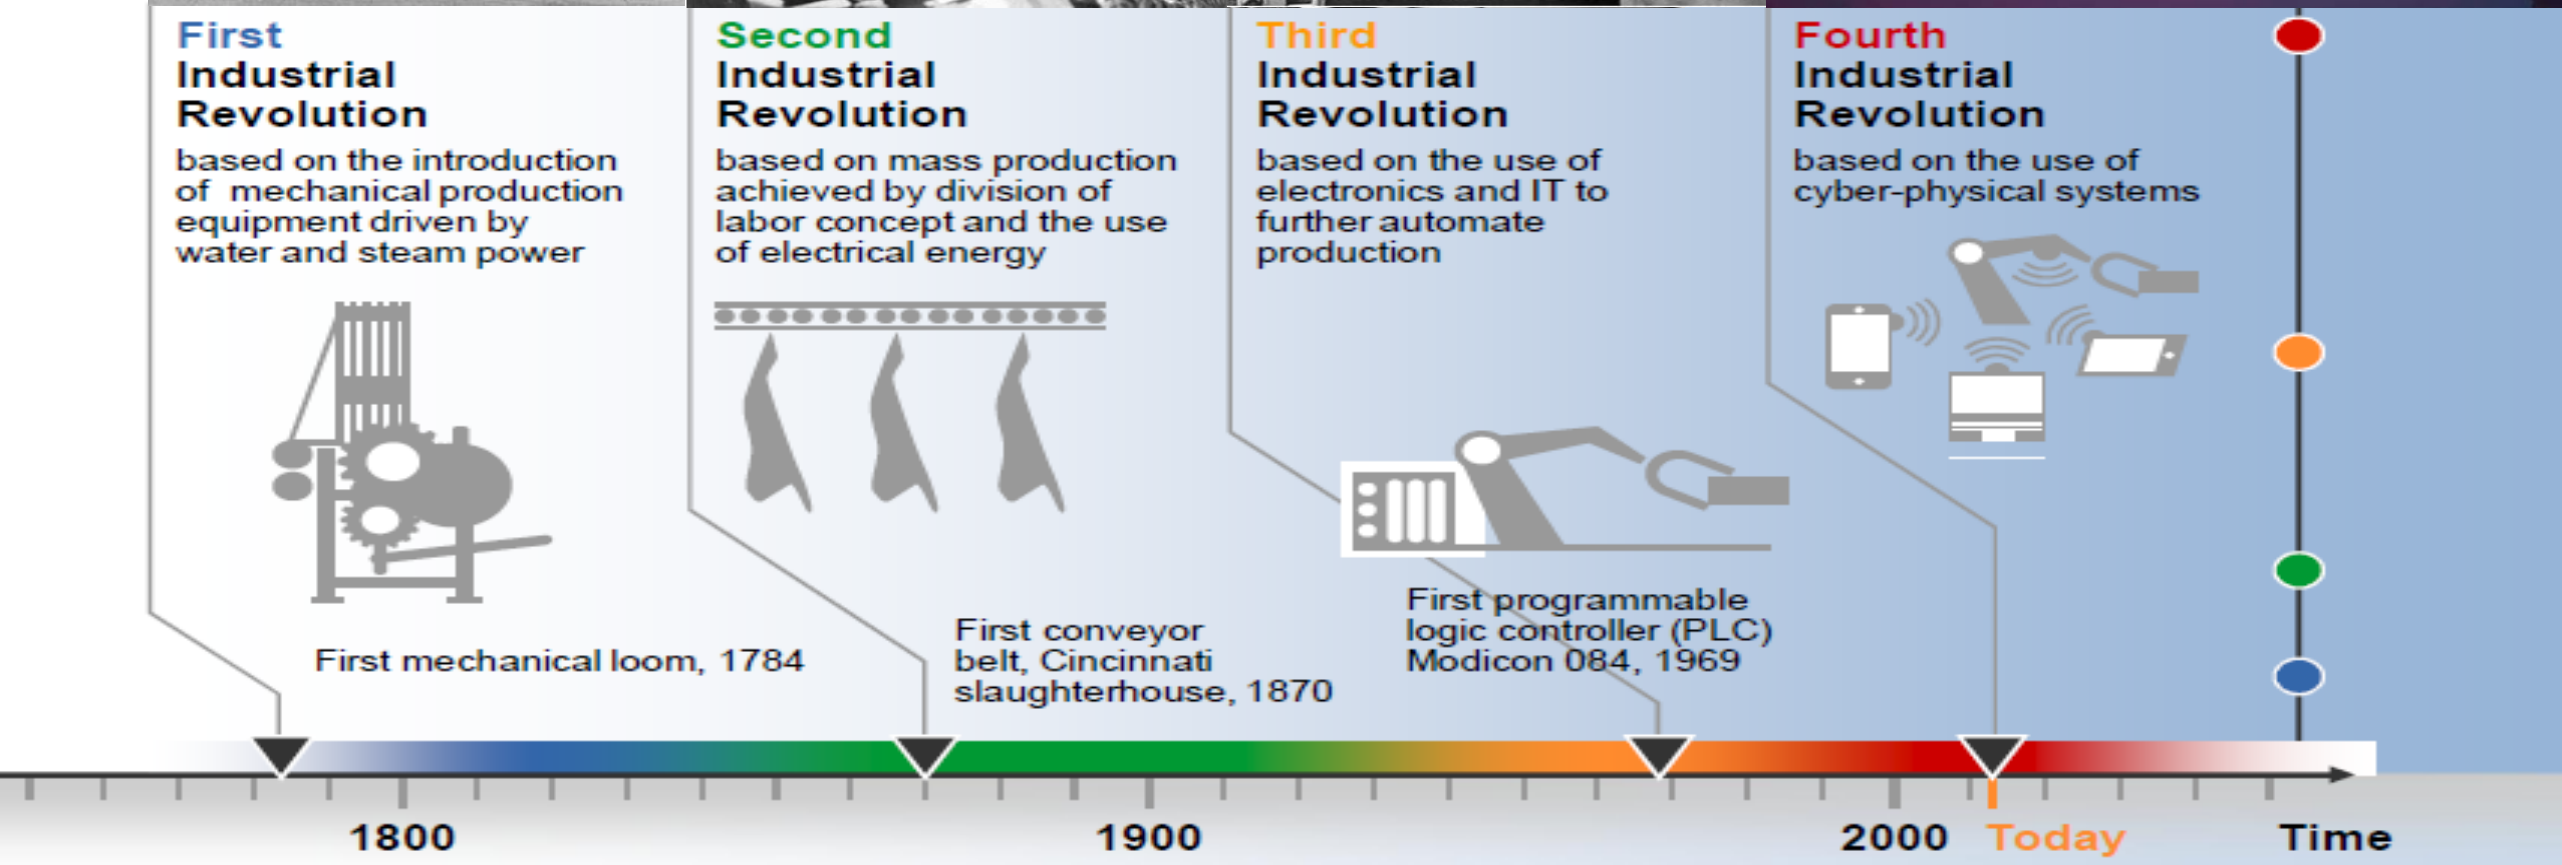 First
Industrial
Revolution
based on the introduction
of mechanical production
equipment driven by
water and steam power
First mechanical loom, 1784
Second
Industrial
Revolution
based on mass production
achieved by division of
labor concept and the use
of electrical energy
First conveyor
belt, Cincinnati
slaughterhouse, 1870
Third
Industrial
Revolution
based on the use of
electronics and IT to
further automate
production
First programmable
logic controller (PLC)
Modicon 084, 1969
Fourth
Industrial
Revolution
based on the use of
cyber-physical systems
1800
1900
2000
Today
Time